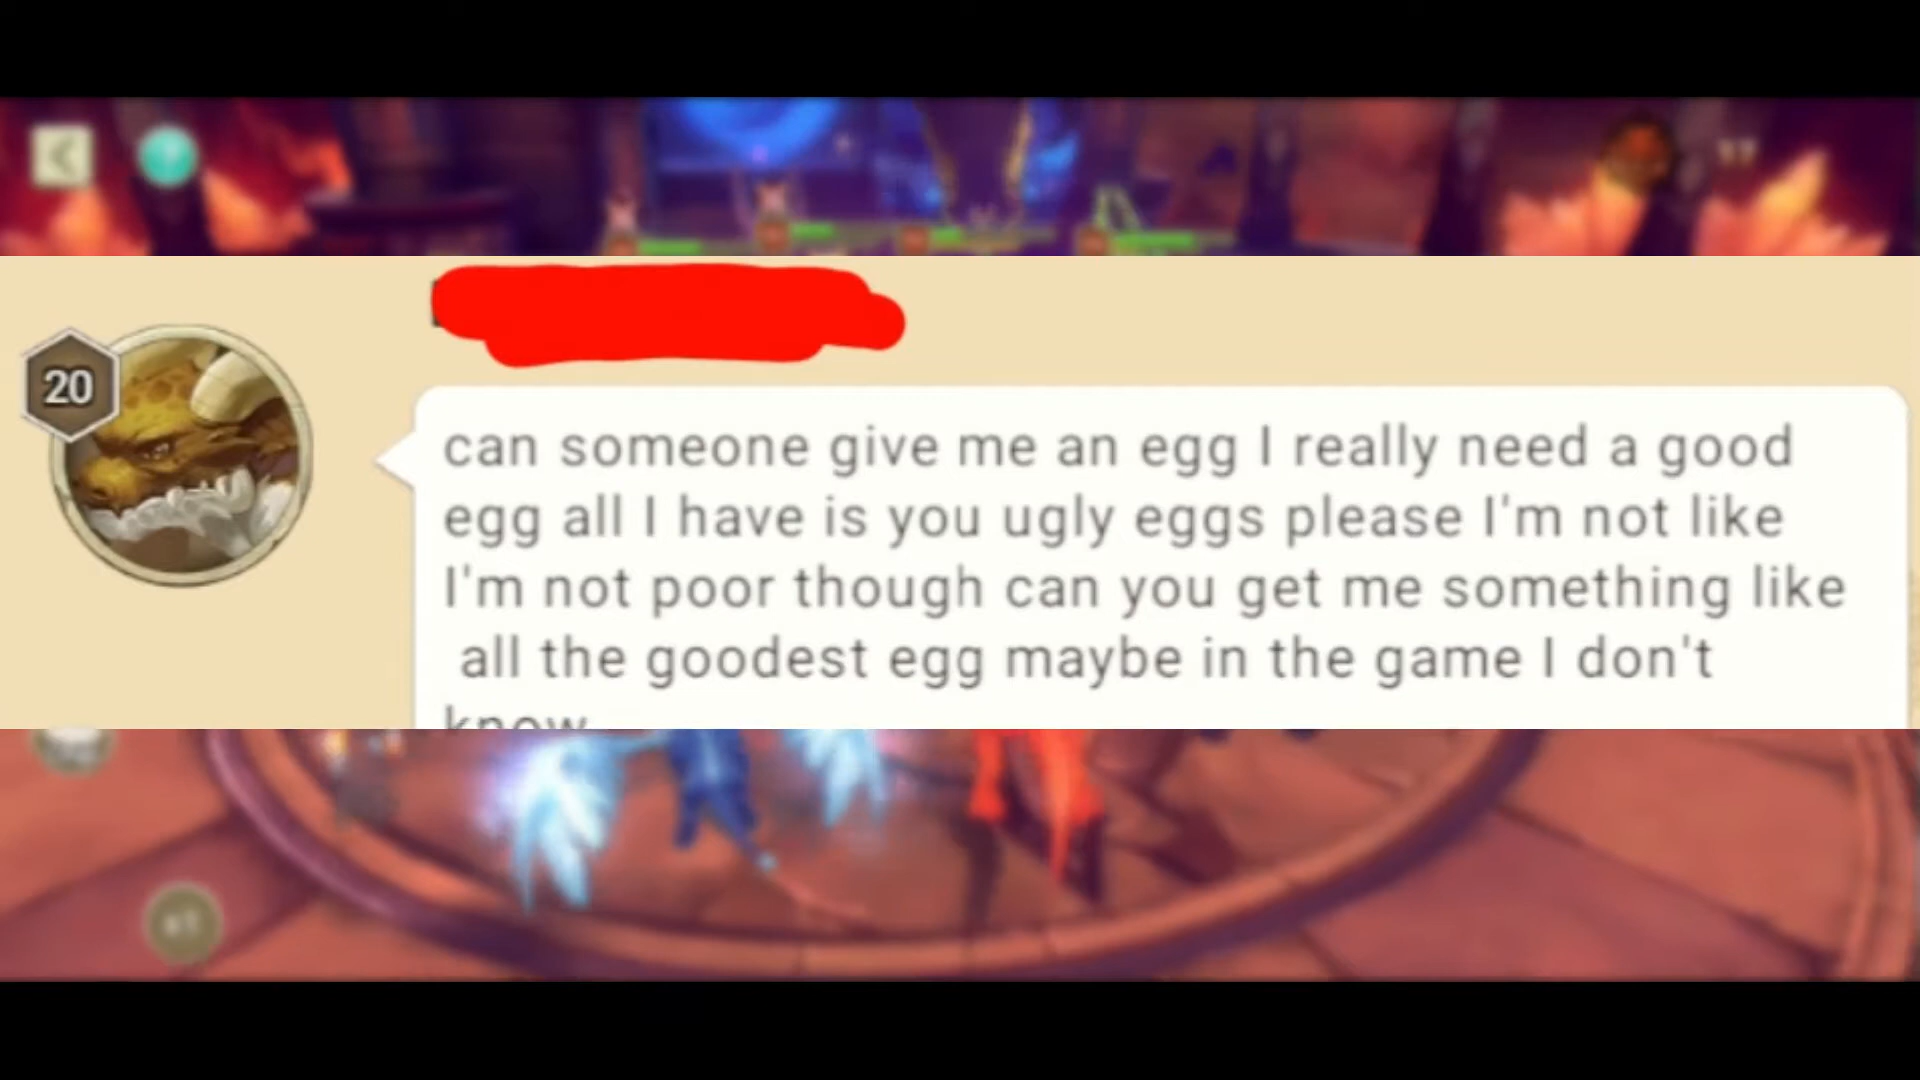 20
can someone give me an egg I really need a good
egg all I have is you ugly eggs please I'm not like
I'm not poor though can you get me something like
all the goodest egg maybe in the game I don't
know